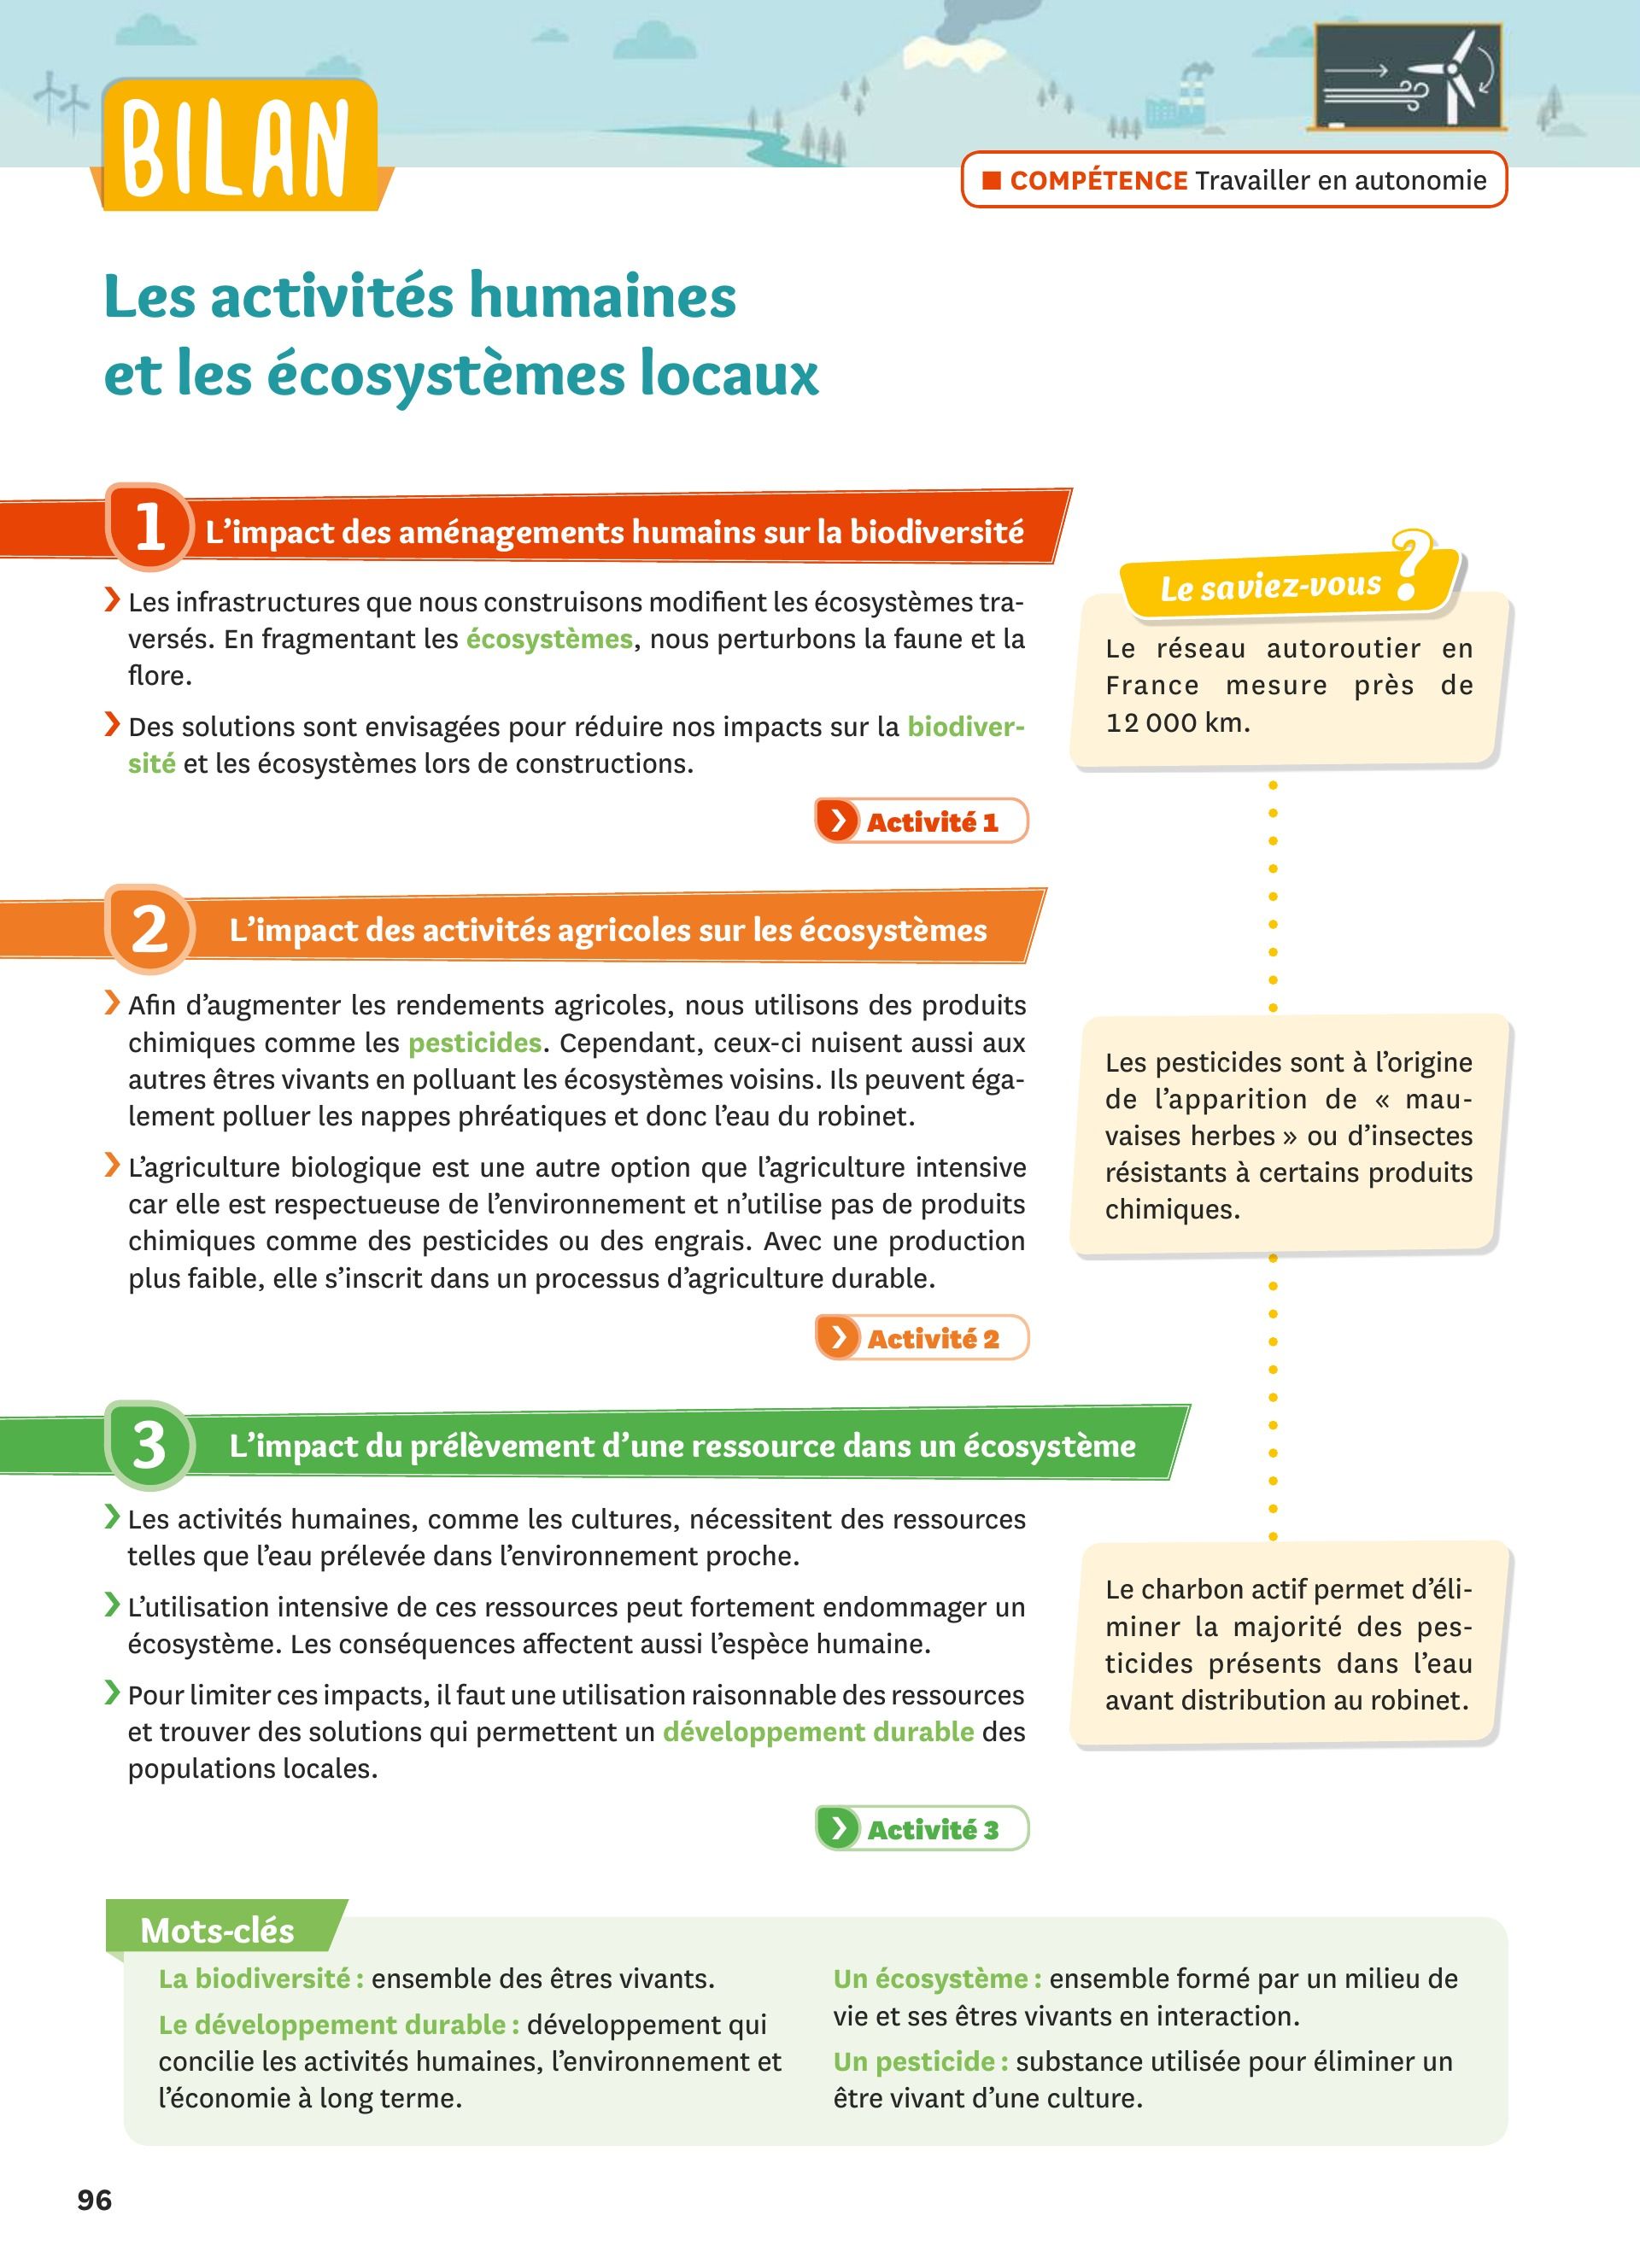 BILAN
■ COMPÉTENCE Travailler en autonomie
Les activités humaines
et les écosystèmes locaux
1 L’impact des aménagements humains sur la biodiversité
❯ Les infrastructures que nous construisons modifient les écosystèmes tra-
versés. En fragmentant les écosystèmes, nous perturbons la faune et la
flore.
❯ Des solutions sont envisagées pour réduire nos impacts sur la biodiver-
sité et les écosystèmes lors de constructions.
❯ Activité 1
Le saviez-vous ?
Le réseau autoroutier en
France mesure près de
12 000 km.
2 L’impact des activités agricoles sur les écosystèmes
❯ Afin d’augmenter les rendements agricoles, nous utilisons des produits
chimiques comme les pesticides. Cependant, ceux-ci nuisent aussi aux
autres êtres vivants en polluant les écosystèmes voisins. Ils peuvent éga-
lement polluer les nappes phréatiques et donc l’eau du robinet.
❯ L’agriculture biologique est une autre option que l’agriculture intensive
car elle est respectueuse de l’environnement et n’utilise pas de produits
chimiques comme des pesticides ou des engrais. Avec une production
plus faible, elle s’inscrit dans un processus d’agriculture durable.
❯ Activité 2
Les pesticides sont à l’origine
de l’apparition de « mau-
vaises herbes » ou d’insectes
résistants à certains produits
chimiques.
3 L’impact du prélèvement d’une ressource dans un écosystème
❯ Les activités humaines, comme les cultures, nécessitent des ressources
telles que l’eau prélevée dans l’environnement proche.
❯ L’utilisation intensive de ces ressources peut fortement endommager un
écosystème. Les conséquences affectent aussi l’espèce humaine.
❯ Pour limiter ces impacts, il faut une utilisation raisonnable des ressources
et trouver des solutions qui permettent un développement durable des
populations locales.
❯ Activité 3
Le charbon actif permet d’éli-
miner la majorité des pes-
ticides présents dans l’eau
avant distribution au robinet.
Mots-clés
La biodiversité : ensemble des êtres vivants.
Le développement durable : développement qui
concilie les activités humaines, l’environnement et
l’économie à long terme.
Un écosystème : ensemble formé par un milieu de
vie et ses êtres vivants en interaction.
Un pesticide : substance utilisée pour éliminer un
être vivant d’une culture.
96